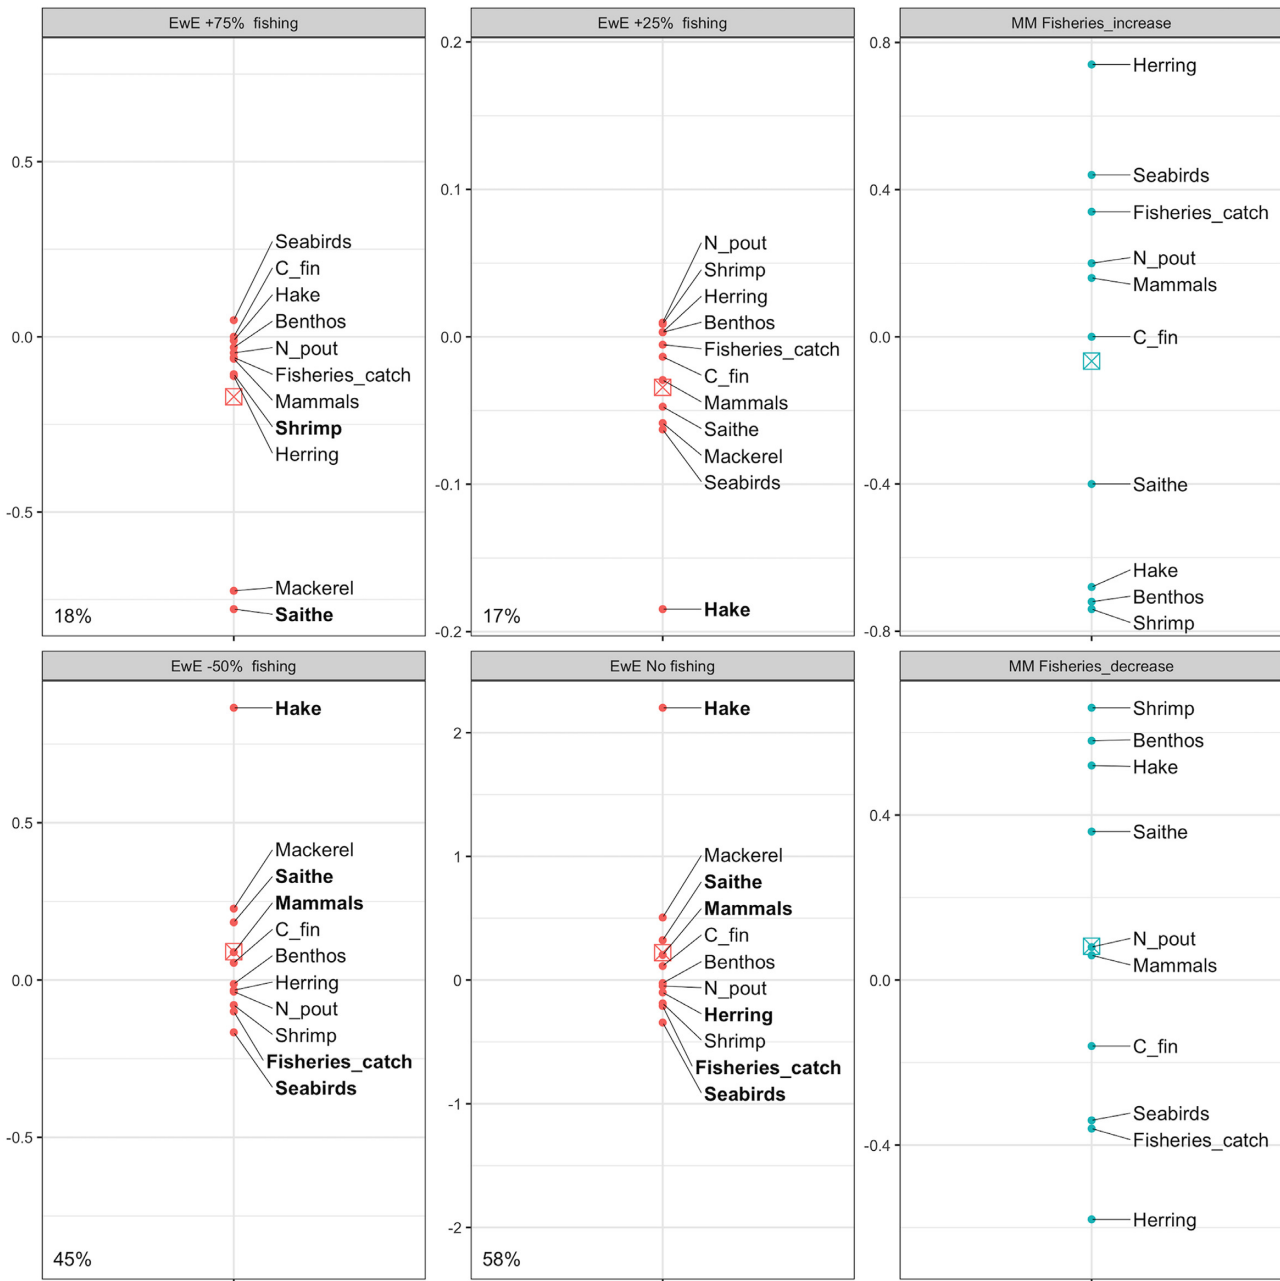 EwE +75%  fishing
0.5
0.0
-0.5
Seabirds
C_fin
Hake
Benthos
N_pout
Fisheries_catch
Mammals
Shrimp
Herring
Mackerel
Saithe
18%
EwE +25%  fishing
0.2
0.1
0.0
-0.1
-0.2
N_pout
Shrimp
Herring
Benthos
Fisheries_catch
C_fin
Mammals
Saithe
Mackerel
Seabirds
Hake
17%
MM Fisheries_increase
0.8
0.4
0.0
-0.4
-0.8
Herring
Seabirds
Fisheries_catch
N_pout
Mammals
C_fin
Saithe
Hake
Benthos
Shrimp
EwE -50%  fishing
0.5
0.0
-0.5
Hake
Mackerel
Saithe
Mammals
C_fin
Benthos
Herring
N_pout
Shrimp
Fisheries_catch
Seabirds
45%
EwE No fishing
2
1
0
-1
-2
Hake
Mackerel
Saithe
Mammals
C_fin
Benthos
N_pout
Herring
Shrimp
Fisheries_catch
Seabirds
58%
MM Fisheries_decrease
0.4
0.0
-0.4
Shrimp
Benthos
Hake
Saithe
N_pout
Mammals
C_fin
Seabirds
Fisheries_catch
Herring